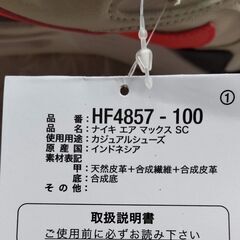 ①
品番：HF4857-100
品名：ナイキ エア マックス SC
使用用途：カジュアルシューズ
原産国：インドネシア
素材表記：
甲：天然皮革＋合成繊維＋合成皮革
底：合成底
その他：
取扱説明書
ご使用前に必ずお読み下さい